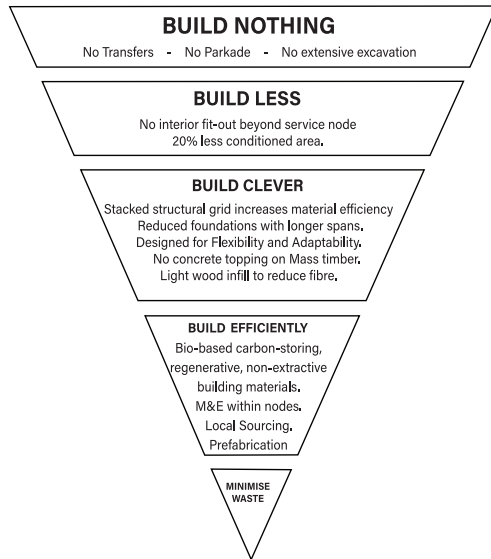 BUILD NOTHING
No Transfers - No Parkade - No extensive excavation
BUILD LESS
No interior fit-out beyond service node
20% less conditioned area.
BUILD CLEVER
Stacked structural grid increases material efficiency
Reduced foundations with longer spans.
Designed for Flexibility and Adaptability.
No concrete topping on Mass timber.
Light wood infill to reduce fibre.
BUILD EFFICIENTLY
Bio-based carbon-storing,
regenerative, non-extractive
building materials.
M&E within nodes.
Local Sourcing.
Prefabrication
MINIMISE
WASTE